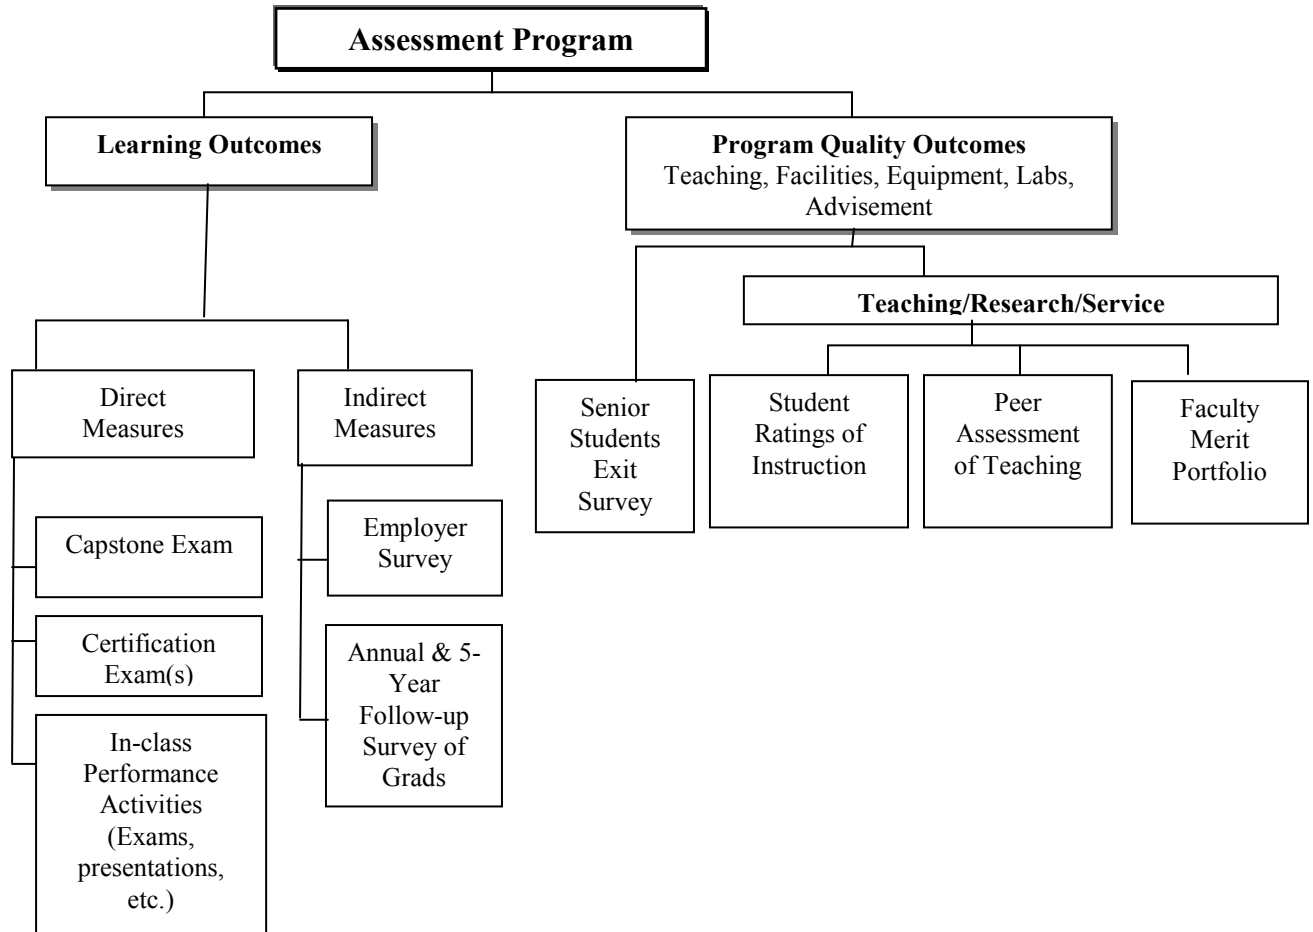 Assessment Program
Learning Outcomes
Program Quality Outcomes
Teaching, Facilities, Equipment, Labs,
Advisement
Teaching/Research/Service
Direct
Measures
Indirect
Measures
Senior
Students
Exit
Survey
Student
Ratings of
Instruction
Peer
Assessment
of Teaching
Faculty
Merit
Portfolio
Capstone Exam
Certification
Exam(s)
In-class
Performance
Activities
(Exams,
presentations,
etc.)
Employer
Survey
Annual & 5-
Year
Follow-up
Survey of
Grads